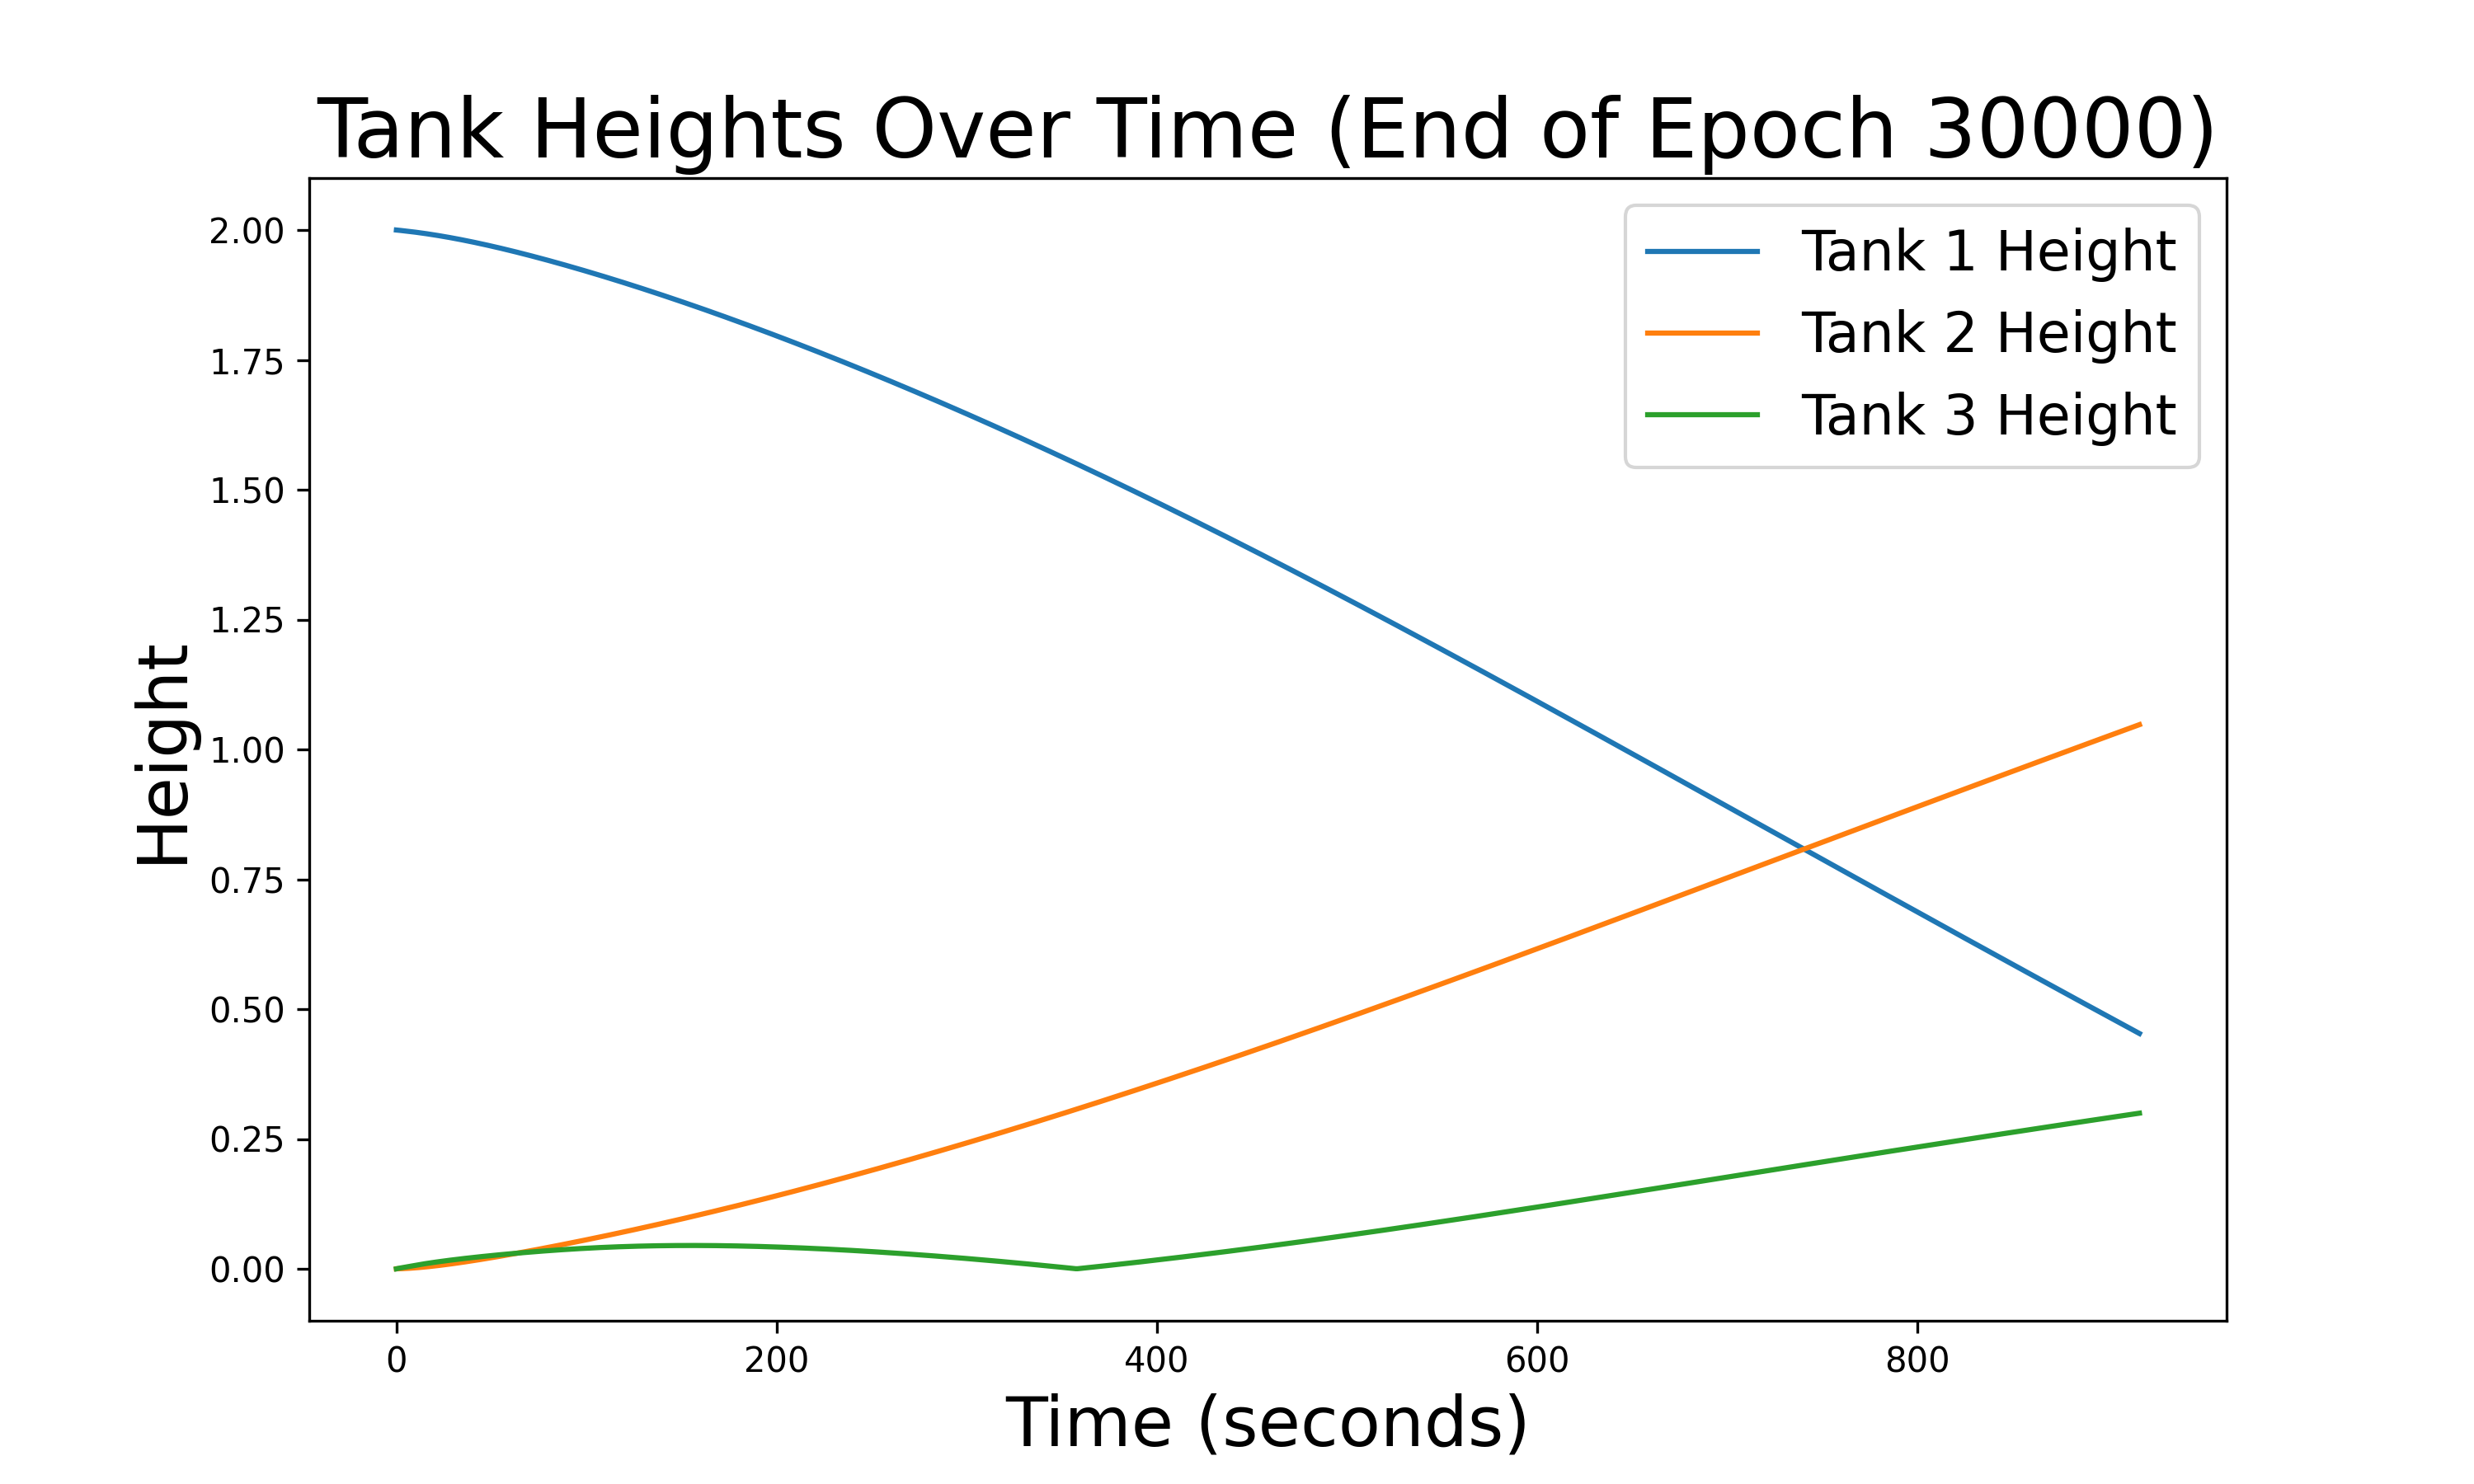 Tank Heights Over Time (End of Epoch 30000)
Tank 1 Height
Tank 2 Height
Tank 3 Height
Height
2.00
1.75
1.50
1.25
1.00
0.75
0.50
0.25
0.00
0 200 400 600 800
Time (seconds)